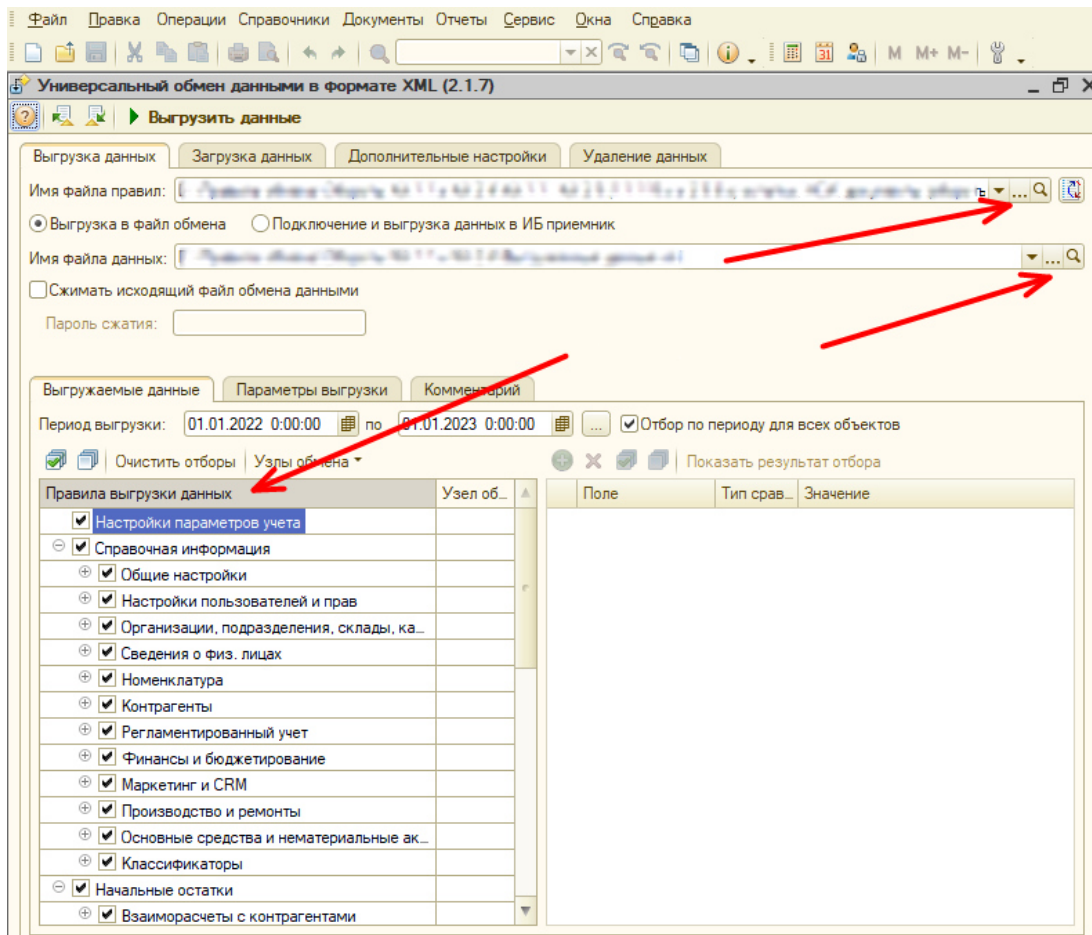 Файл Правка Операции Справочники Документы Отчеты Сервис Окна Справка
M M+ M-
Универсальный обмен данными в формате XML (2.1.7)
Выгрузить данные
Выгрузка данных Загрузка данных Дополнительные настройки Удаление данных
Имя файла правил:
Выгрузка в файл обмена Подключение и выгрузка данных в ИБ приемник
Имя файла данных:
Сжимать исходящий файл обмена данными
Пароль сжатия:
Выгружаемые данные Параметры выгрузки Комментарий
Период выгрузки: 01.01.2022 0:00:00 по 01.01.2023 0:00:00 ... Отбор по периоду для всех объектов
Очистить отборы Узлы обмена Показать результат отбора
Правила выгрузки данных Узел об... Поле Тип срав... Значение
Настройки параметров учета
Справочная информация
Общие настройки
Настройки пользователей и прав
Организации, подразделения, склады, ка...
Сведения о физ. лицах
Номенклатура
Контрагенты
Регламентированный учет
Финансы и бюджетирование
Маркетинг и CRM
Производство и ремонты
Основные средства и нематериальные ак...
Классификаторы
Начальные остатки
Взаиморасчеты с контрагентами